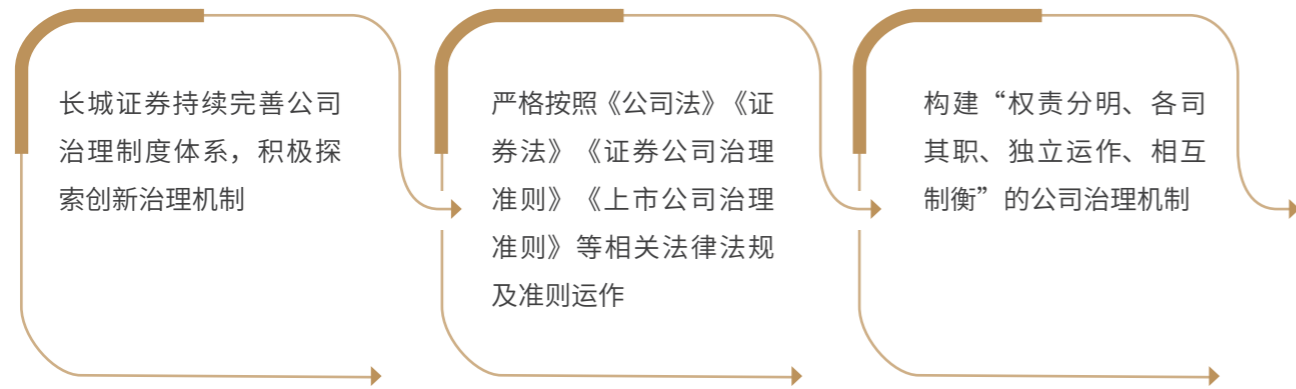 长城证券持续完善公司
治理制度体系，积极探
索创新治理机制
严格按照《公司法》《证
券法》《证券公司治理
准则》《上市公司治理
准则》等相关法律法规
及准则运作
构建“权责分明、各司
其职、独立运作、相互
制衡”的公司治理机制